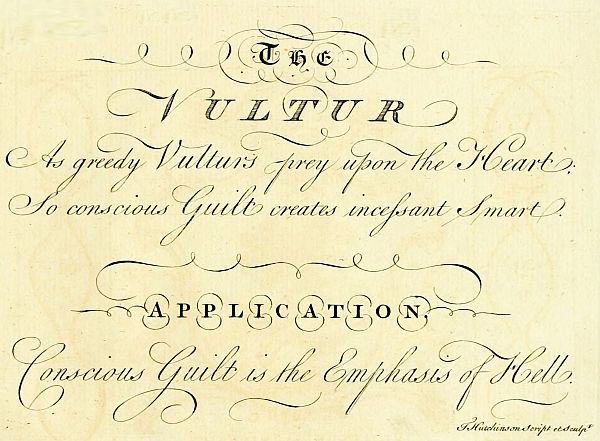 THE
VULTUR
As greedy Vulturs prey upon the Heart:
So conscious Guilt creates inceſsant Smart.
APPLICATION.
Conscious Guilt is the Emphasis of Hell.
J. Hutchinson Script et Sculpt